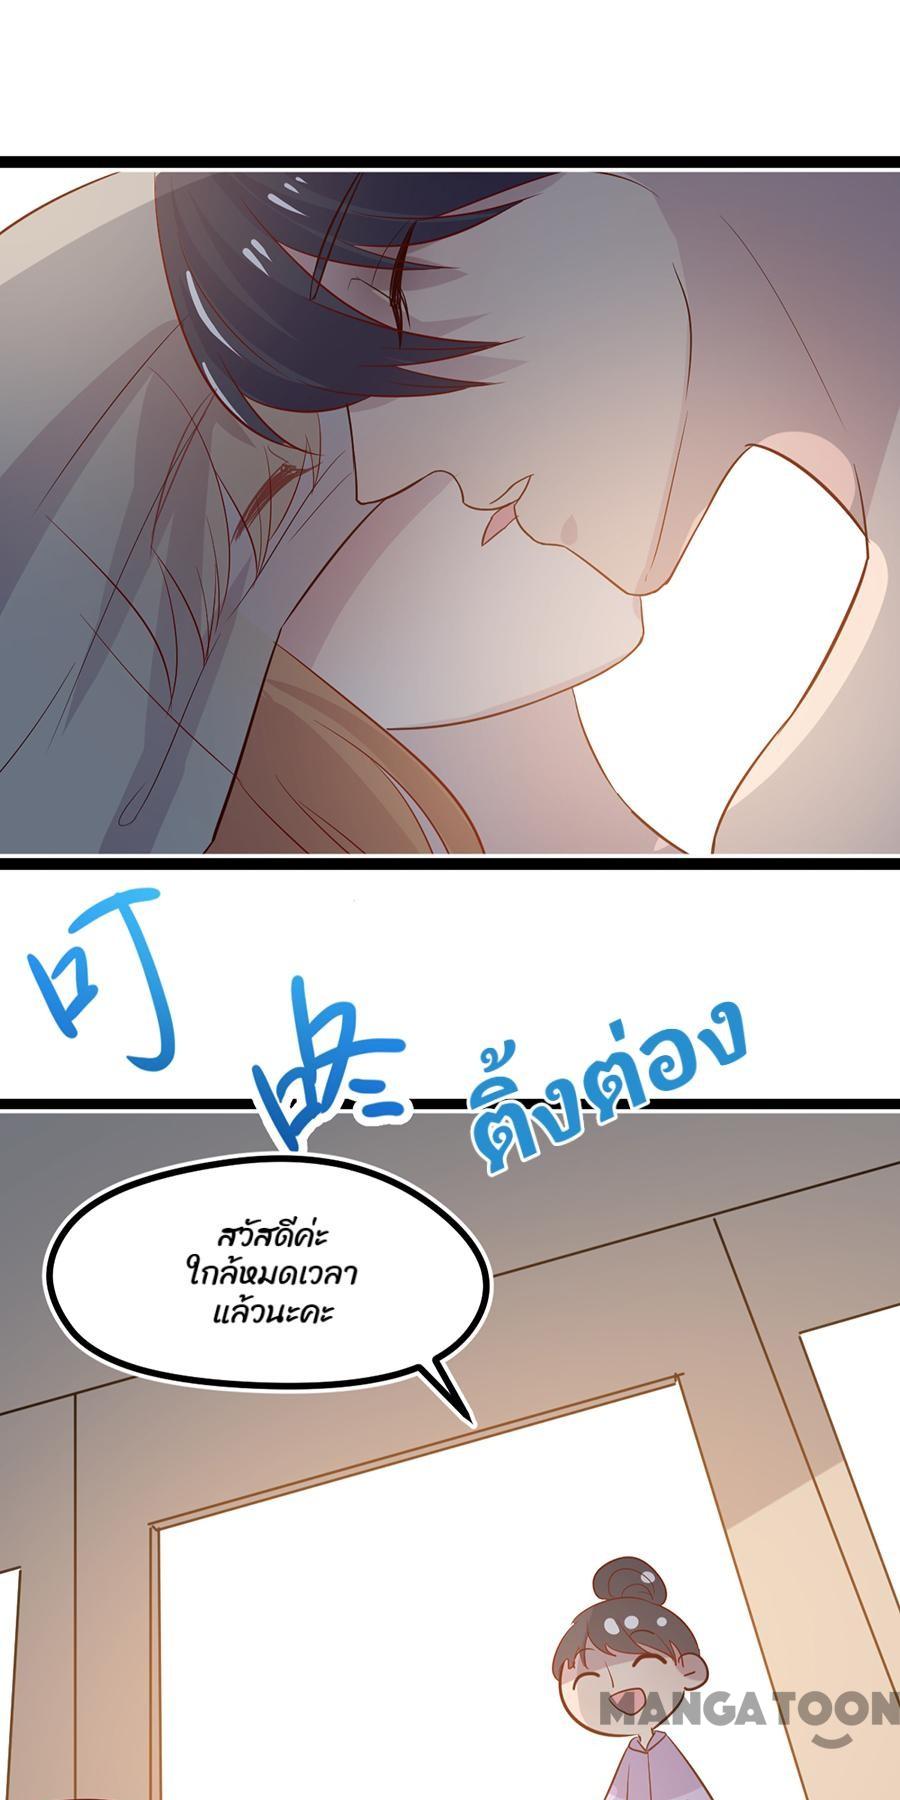 叮
咚
ติ้งต่อง
สวัสดีค่ะ
ใกล้หมดเวลา
แล้วนะคะ
MANGATOON